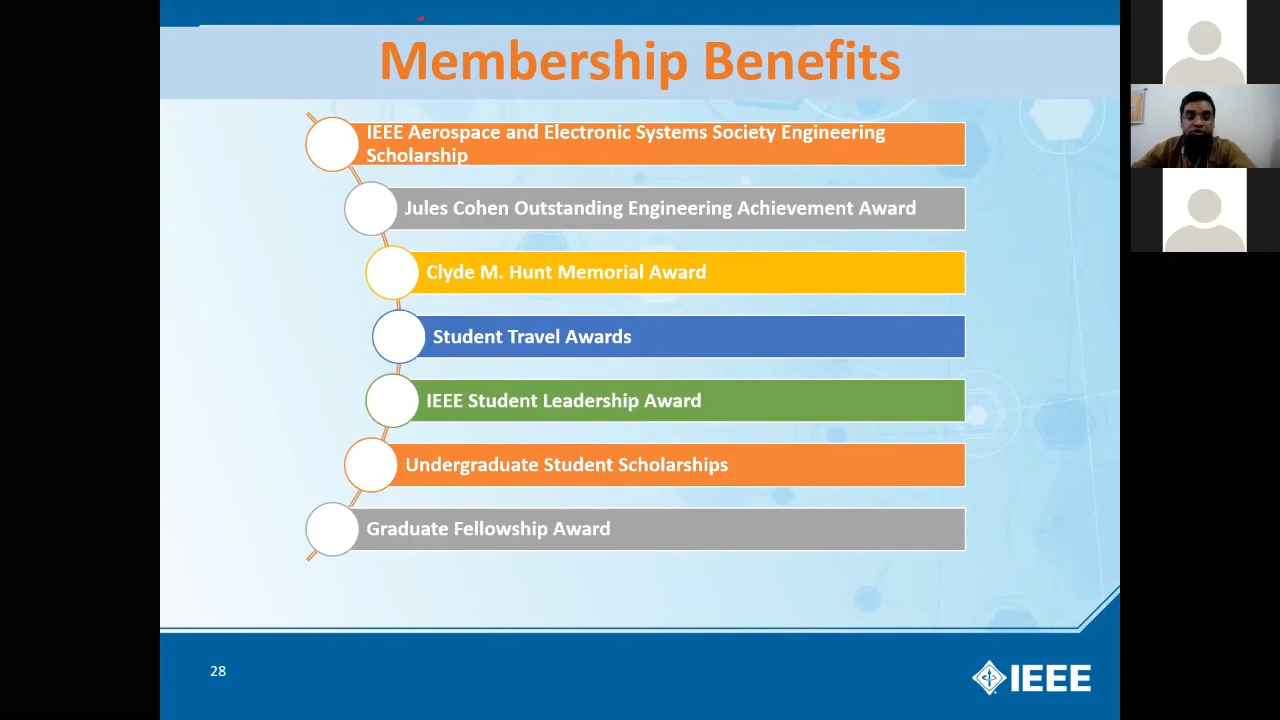 Membership Benefits
IEEE Aerospace and Electronic Systems Society Engineering
Scholarship
Jules Cohen Outstanding Engineering Achievement Award
Clyde M. Hunt Memorial Award
Student Travel Awards
IEEE Student Leadership Award
Undergraduate Student Scholarships
Graduate Fellowship Award
28
IEEE